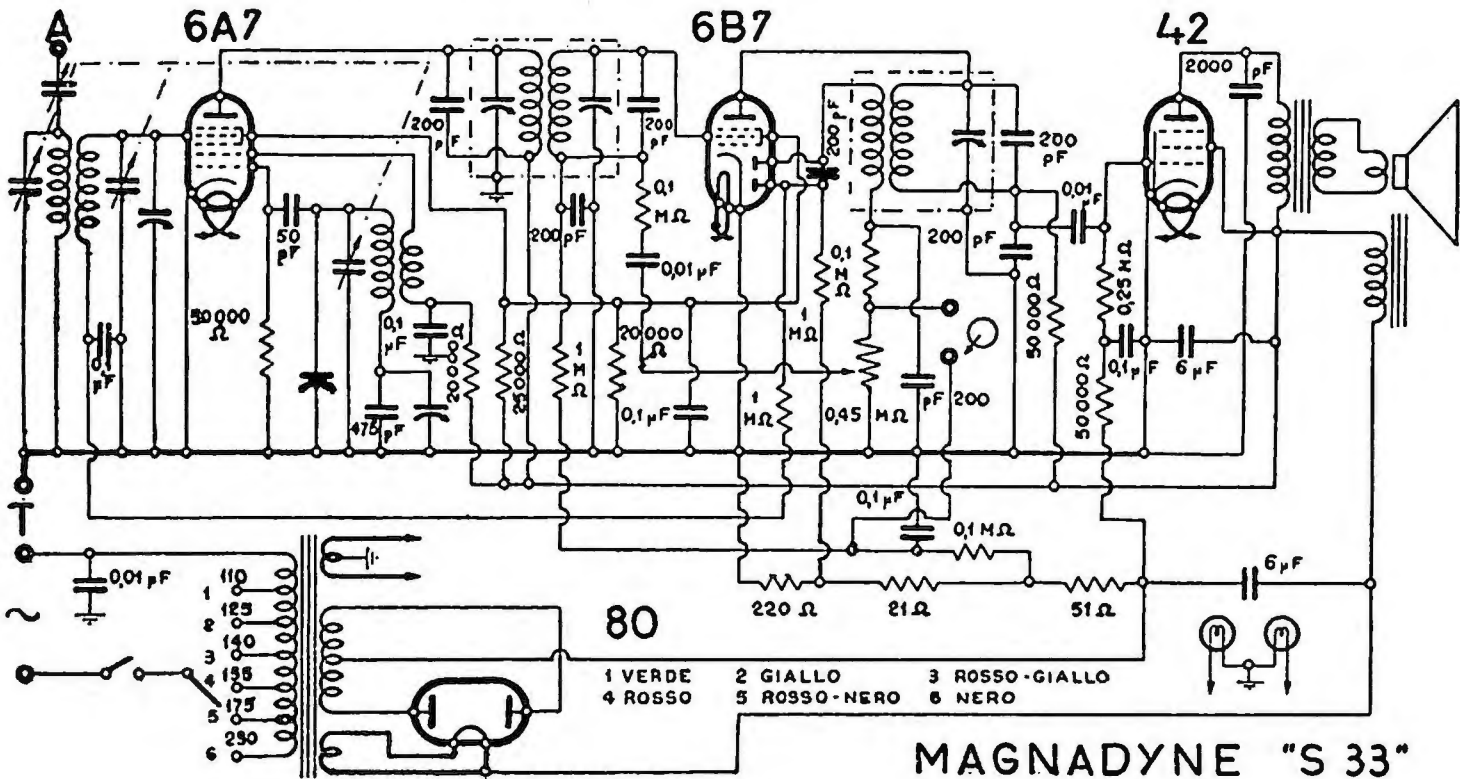 A
6A7
6B7
42
2000 pF
200 pF
200 pF
200 pF
200 pF
0,1 MΩ
50 pF
200 pF
0,01 µF
0,1 MΩ
200 pF
0,01 µF
0,25 MΩ
50000 Ω
0,1 µF
0,1 µF
20000 Ω
25000 Ω
1 MΩ
20000 Ω
0,1 µF
1 MΩ
1 MΩ
0,45 MΩ
pF 200
50000 Ω
0,1 µF
6 µF
50000 Ω
475 pF
T
0,1 µF
0,1 MΩ
220 Ω
21 Ω
51 Ω
6 µF
0,01 µF
~
1 110
2 125
3 140
4 155
5 175
6 230
80
1 VERDE 2 GIALLO 3 ROSSO-GIALLO
4 ROSSO 5 ROSSO-NERO 6 NERO
MAGNADYNE "S 33"